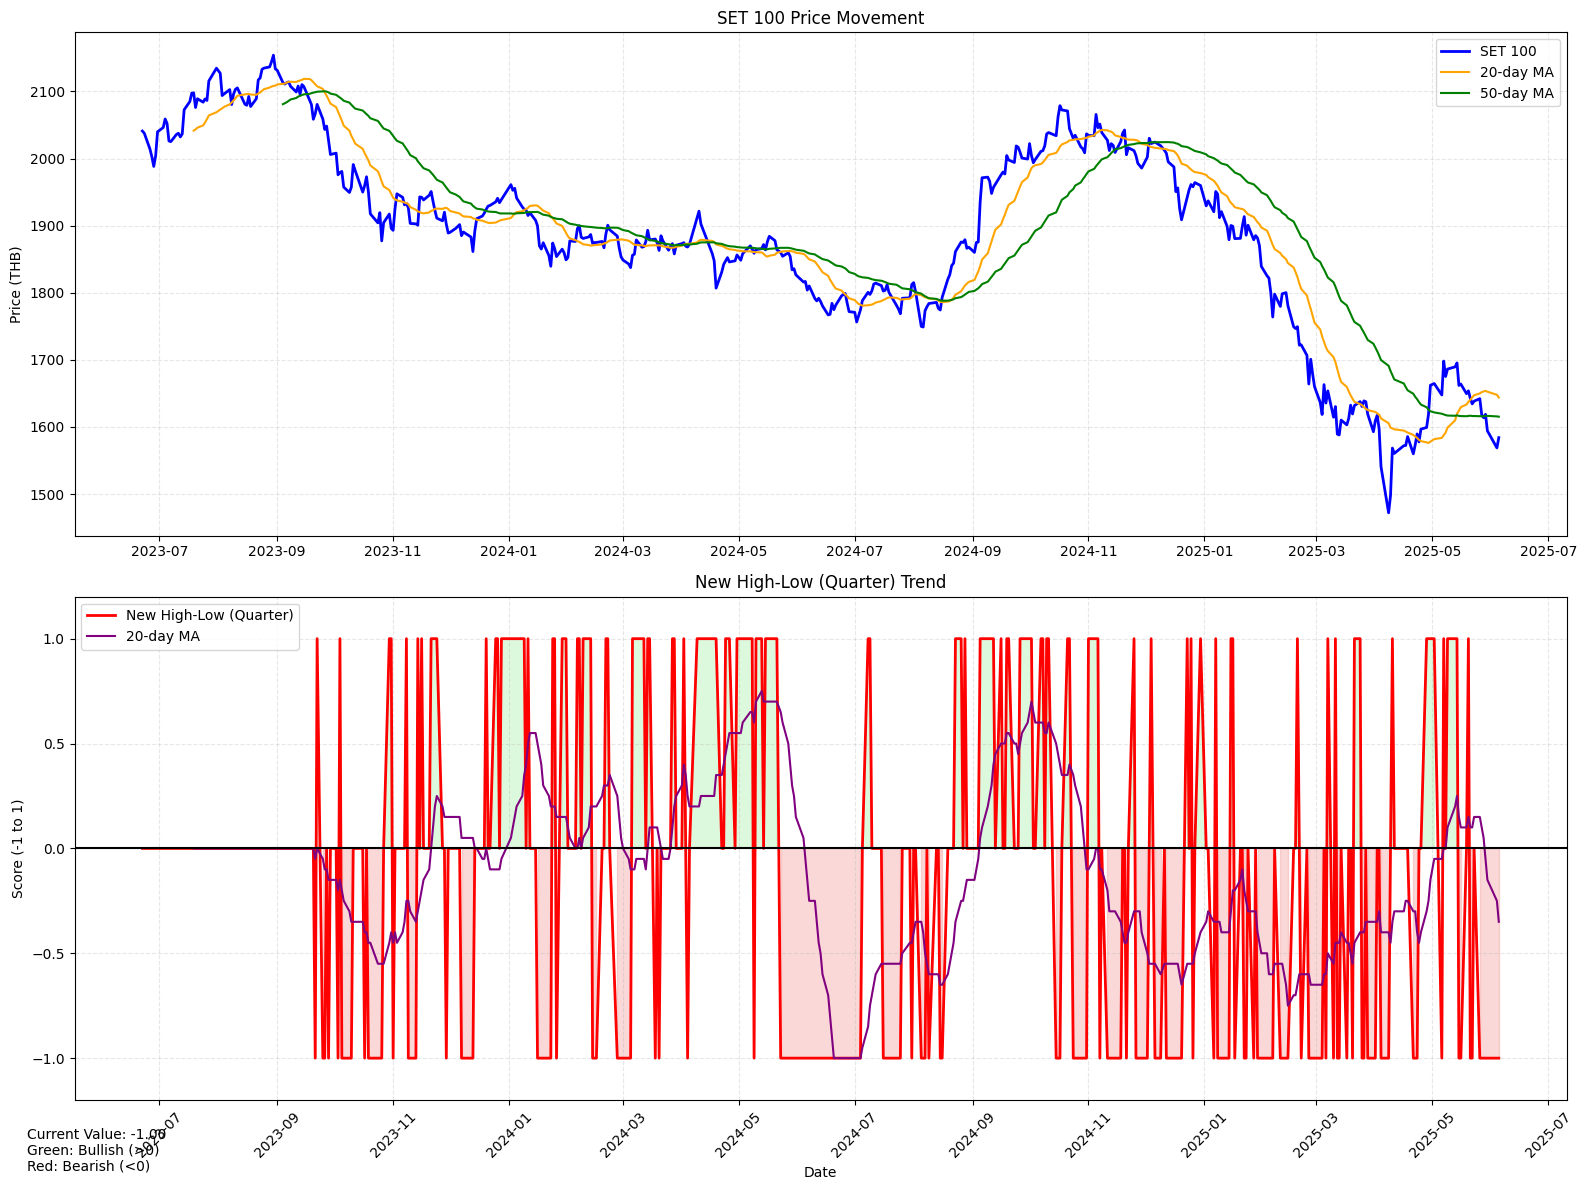 SET 100 Price Movement
SET 100
20-day MA
50-day MA
Price (THB)
2100
2000
1900
1800
1700
1600
1500
2023-07 2023-09 2023-11 2024-01 2024-03 2024-05 2024-07 2024-09 2024-11 2025-01 2025-03 2025-05 2025-07
New High-Low (Quarter) Trend
New High-Low (Quarter)
20-day MA
Score (-1 to 1)
1.0
0.5
0.0
−0.5
−1.0
2023-07 2023-09 2023-11 2024-01 2024-03 2024-05 2024-07 2024-09 2024-11 2025-01 2025-03 2025-05 2025-07
Date
Current Value: -1.00
Green: Bullish (>0)
Red: Bearish (<0)